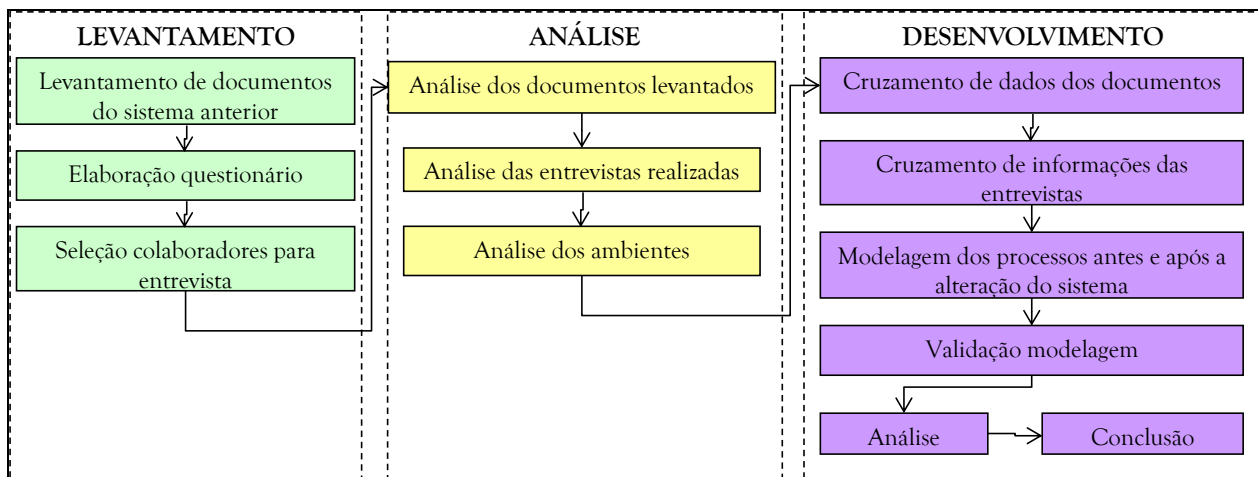 LEVANTAMENTO
Levantamento de documentos
do sistema anterior
Elaboração questionário
Seleção colaboradores para
entrevista
ANÁLISE
Análise dos documentos levantados
Análise das entrevistas realizadas
Análise dos ambientes
DESENVOLVIMENTO
Cruzamento de dados dos documentos
Cruzamento de informações das
entrevistas
Modelagem dos processos antes e após a
alteração do sistema
Validação modelagem
Análise
Conclusão